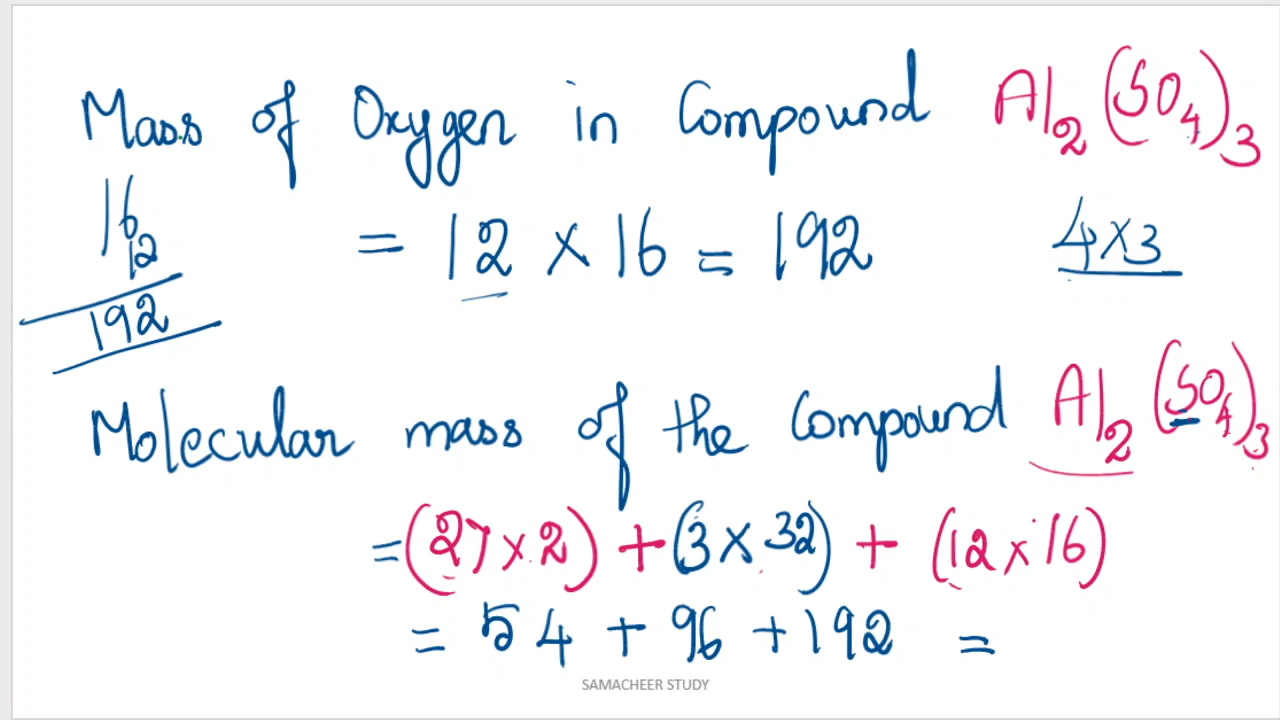 Mass of Oxygen in Compound Al₂(SO₄)₃
= 12 × 16 = 192
4×3
16
12
192
Molecular mass of the Compound Al₂(SO₄)₃
= (27 × 2) + (3 × 32) + (12 × 16)
= 54 + 96 + 192 =
SAMACHEER STUDY